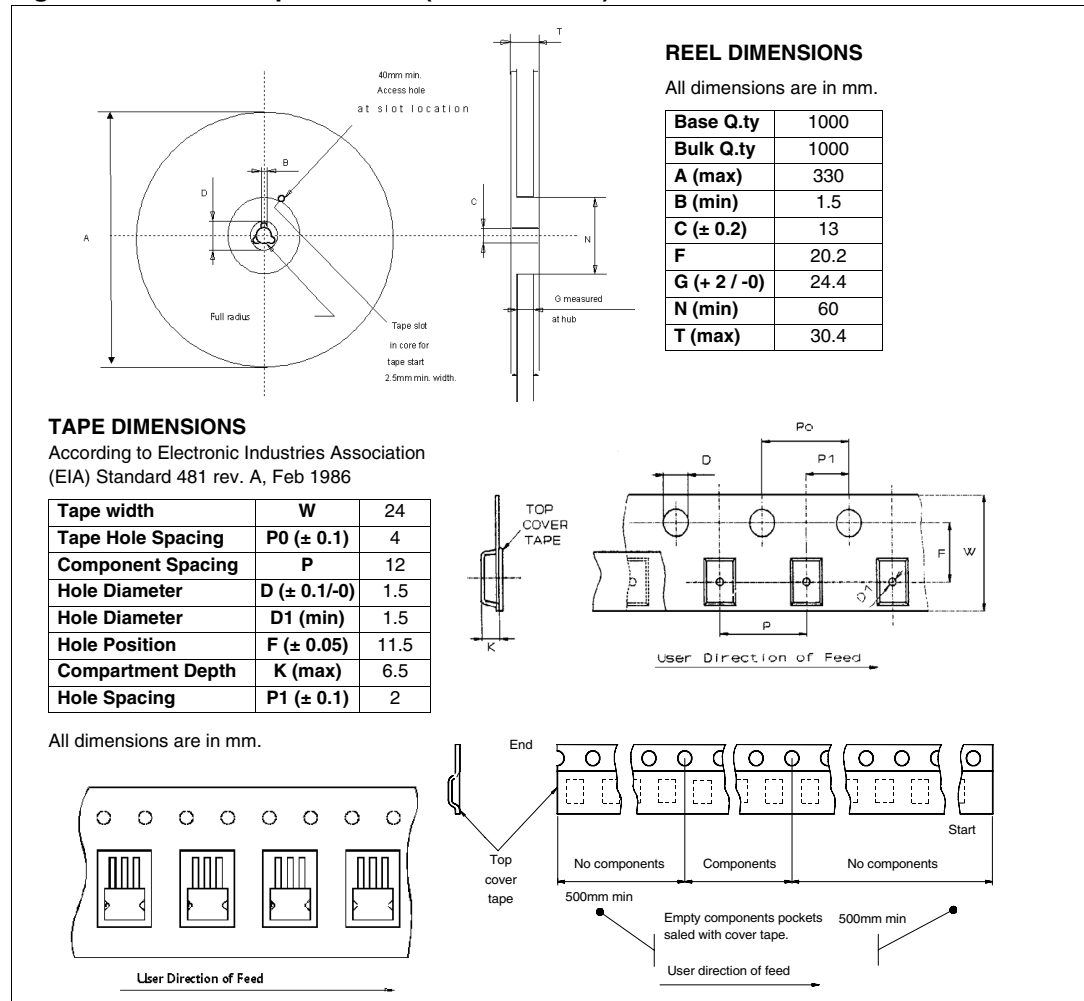 T
40mm min.
Access hole
at slot location
B
D
C
A
N
G measured
at hub
Full radius
Tape slot
in core for
tape start
2.5mm min. width.
REEL DIMENSIONS
All dimensions are in mm.
Base Q.ty 1000
Bulk Q.ty 1000
A (max) 330
B (min) 1.5
C (± 0.2) 13
F 20.2
G (+ 2 / -0) 24.4
N (min) 60
T (max) 30.4
TAPE DIMENSIONS
According to Electronic Industries Association
(EIA) Standard 481 rev. A, Feb 1986
Tape width W 24
Tape Hole Spacing P0 (± 0.1) 4
Component Spacing P 12
Hole Diameter D (± 0.1/-0) 1.5
Hole Diameter D1 (min) 1.5
Hole Position F (± 0.05) 11.5
Compartment Depth K (max) 6.5
Hole Spacing P1 (± 0.1) 2
All dimensions are in mm.
Po
D
P1
TOP
COVER
TAPE
F
W
D1
K
P
User Direction of Feed
End
Start
Top
cover
tape
No components
Components
No components
500mm min
Empty components pockets
saled with cover tape.
500mm min
User direction of feed
User Direction of Feed